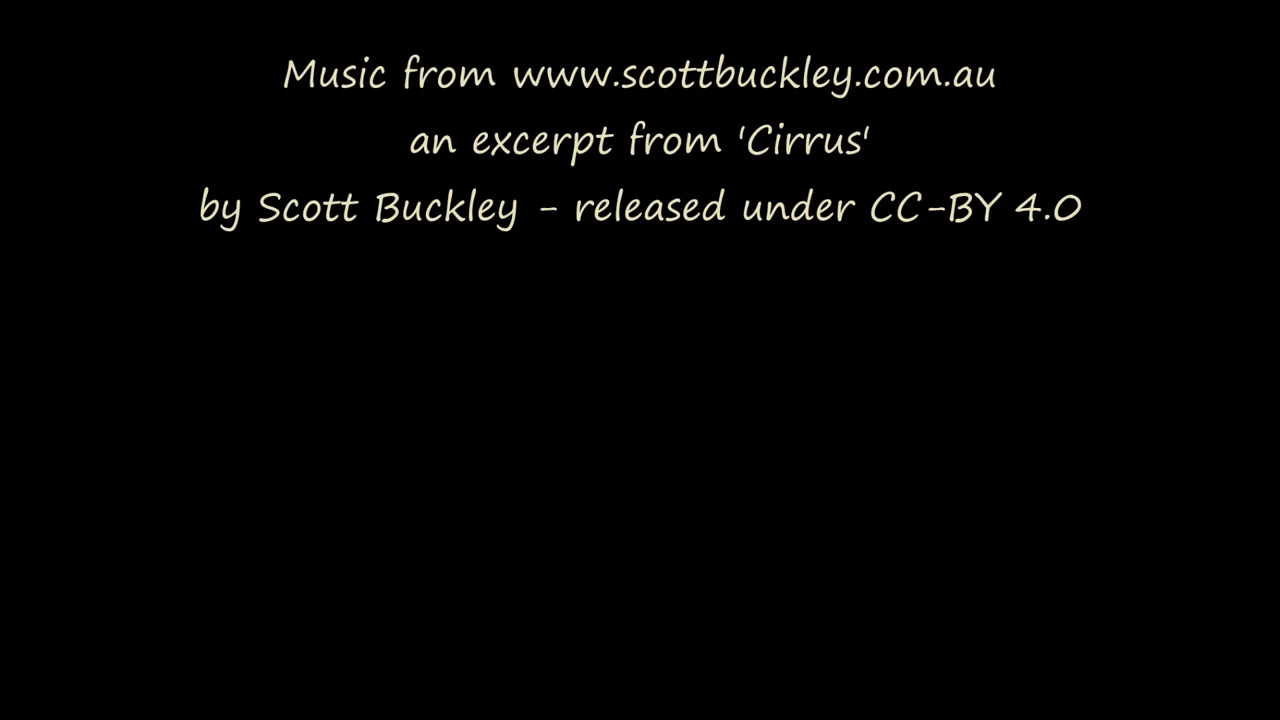 Music from www.scottbuckley.com.au
an excerpt from 'Cirrus'
by Scott Buckley - released under CC-BY 4.0